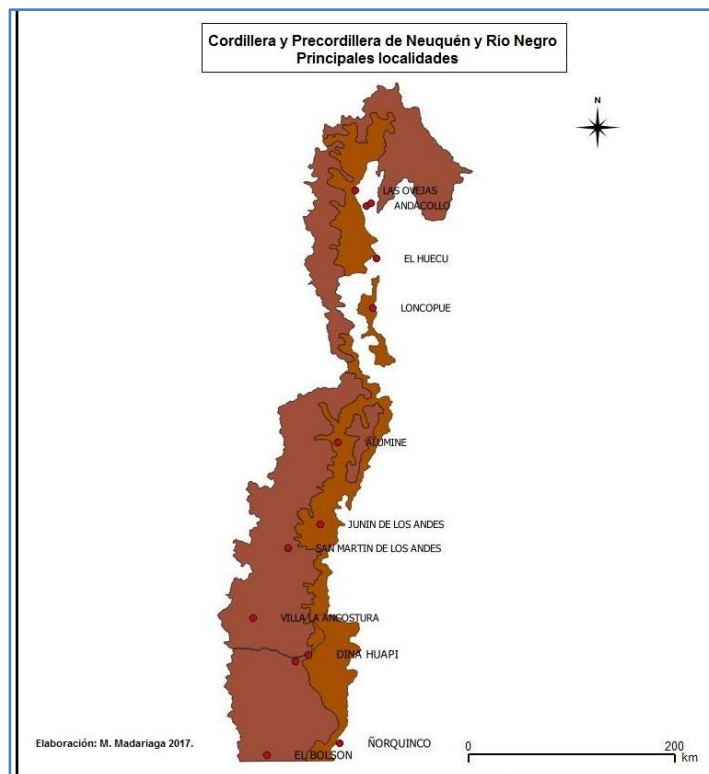 Cordillera y Precordillera de Neuquén y Río Negro
Principales localidades
N
LAS OVEJAS
ANDACOLLO
EL HUECU
LONCOPUE
ALUMINE
JUNIN DE LOS ANDES
SAN MARTIN DE LOS ANDES
VILLA LA ANGOSTURA
DINA HUAPI
ÑORQUINCO
EL BOLSON
Elaboración: M. Madariaga 2017.
0 200
km